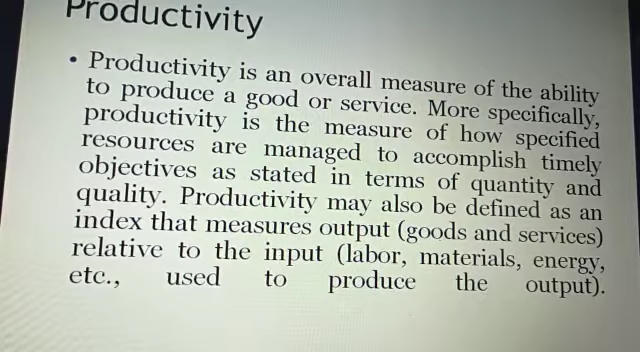 Productivity
• Productivity is an overall measure of the ability
to produce a good or service. More specifically,
productivity is the measure of how specified
resources are managed to accomplish timely
objectives as stated in terms of quantity and
quality. Productivity may also be defined as an
index that measures output (goods and services)
relative to the input (labor, materials, energy,
etc., used to produce the output).